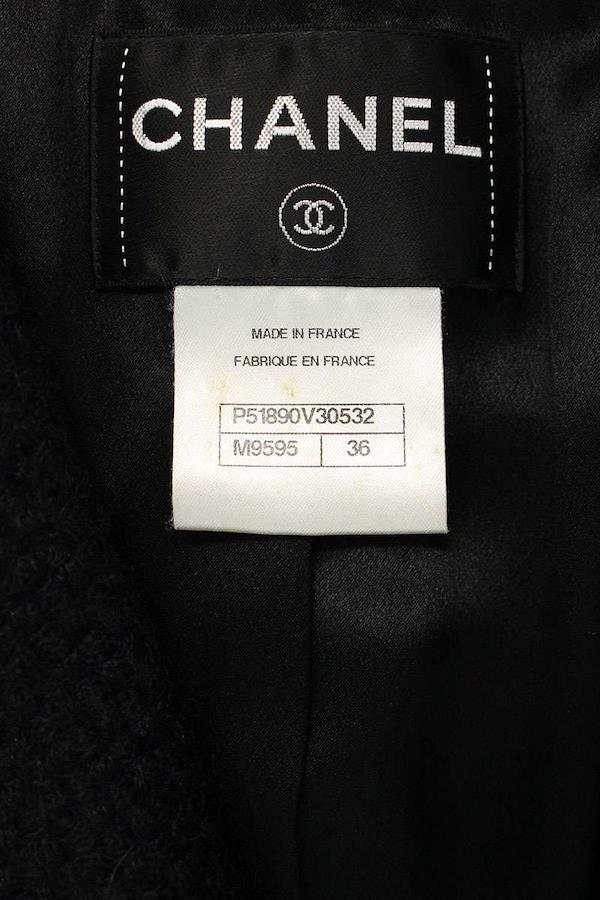 CHANEL
MADE IN FRANCE
FABRIQUE EN FRANCE
P51890V30532
M9595 36